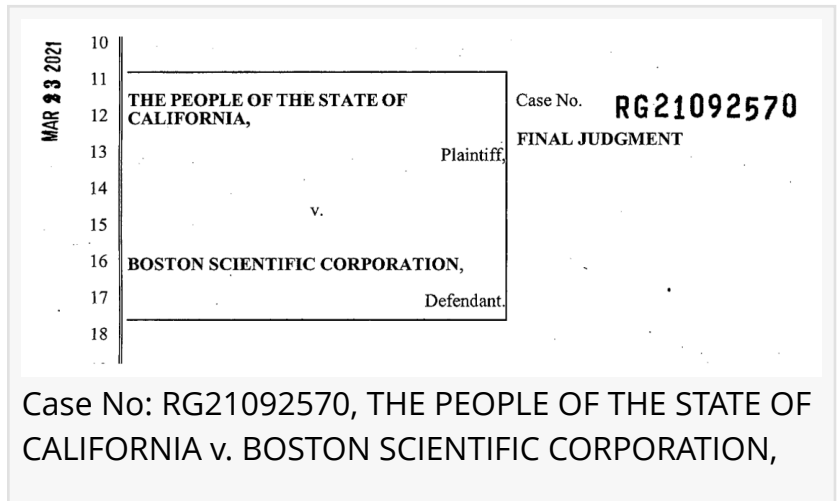 MAR 23 2021
10
11
12 THE PEOPLE OF THE STATE OF
CALIFORNIA,
Case No. RG21092570
FINAL JUDGMENT
13 Plaintiff,
14
v.
15
16 BOSTON SCIENTIFIC CORPORATION,
17 Defendant.
18
Case No: RG21092570, THE PEOPLE OF THE STATE OF
CALIFORNIA v. BOSTON SCIENTIFIC CORPORATION,